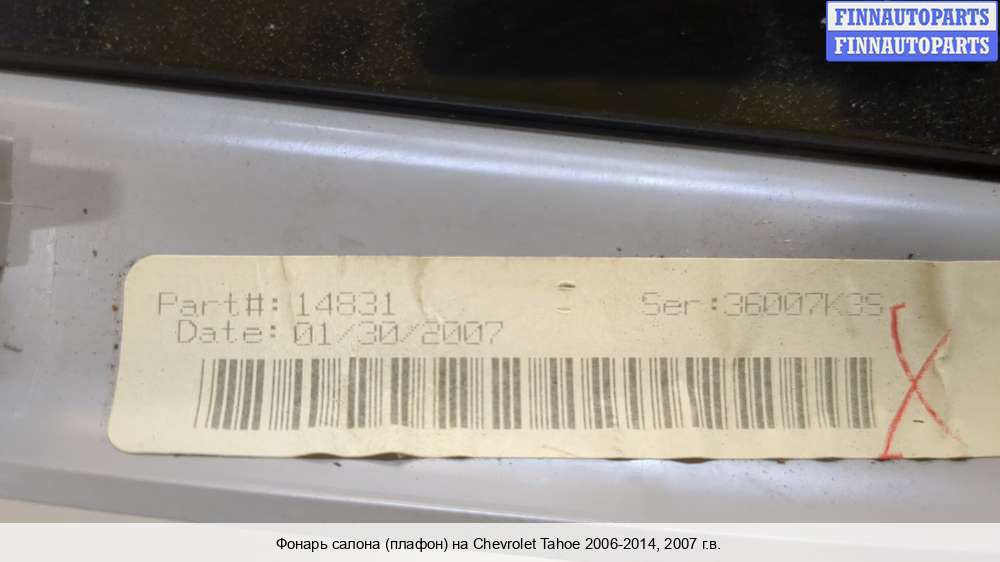 FINNAUTOPARTS
FINNAUTOPARTS
Part#: 14831 Ser:36007K3S
Date: 01/30/2007
Фонарь салона (плафон) на Chevrolet Tahoe 2006-2014, 2007 г.в.